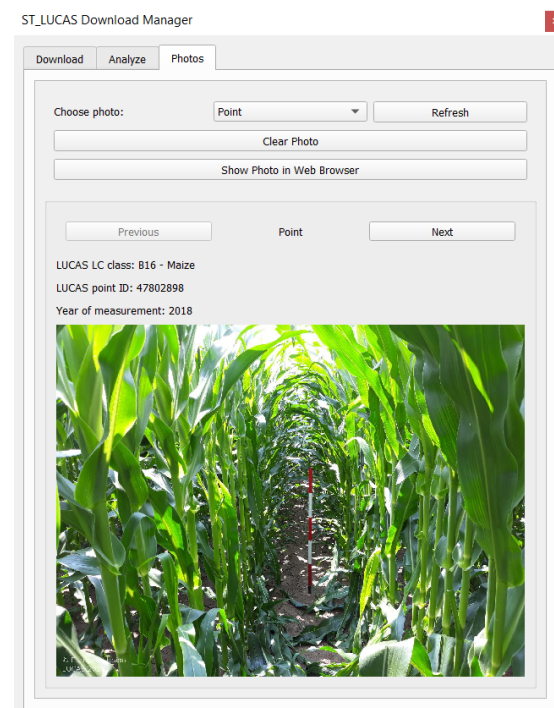 ST_LUCAS Download Manager
Download Analyze Photos
Choose photo: Point Refresh
Clear Photo
Show Photo in Web Browser
Previous Point Next
LUCAS LC class: B16 - Maize
LUCAS point ID: 47802898
Year of measurement: 2018